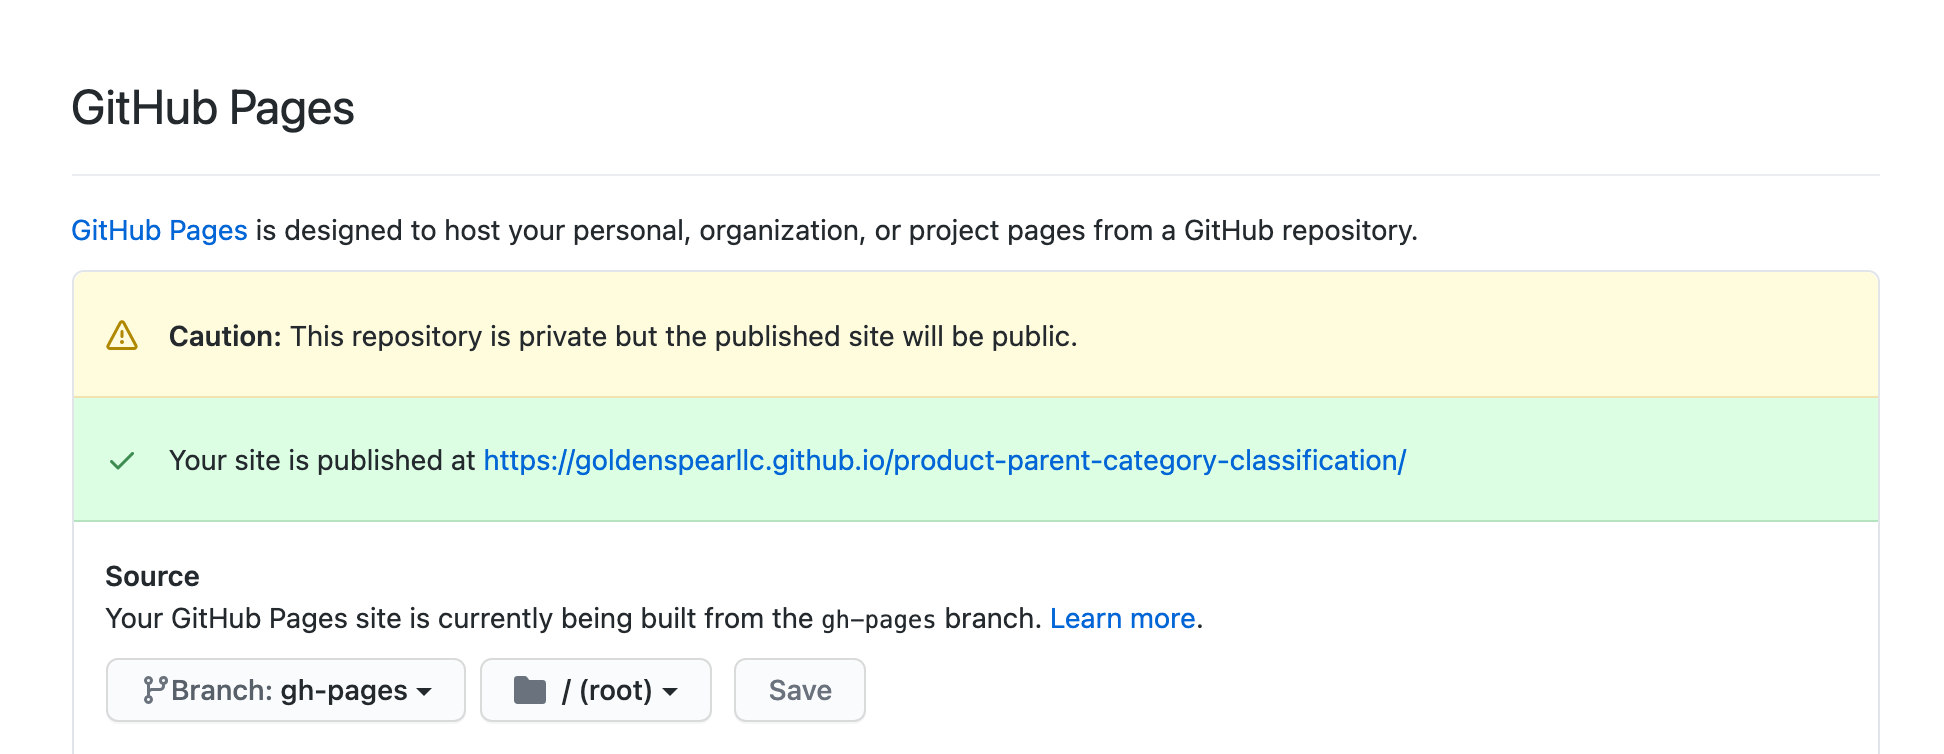 GitHub Pages
GitHub Pages is designed to host your personal, organization, or project pages from a GitHub repository.
Caution: This repository is private but the published site will be public.
Your site is published at https://goldenspearllc.github.io/product-parent-category-classification/
Source
Your GitHub Pages site is currently being built from the gh-pages branch. Learn more.
Branch: gh-pages / (root) Save